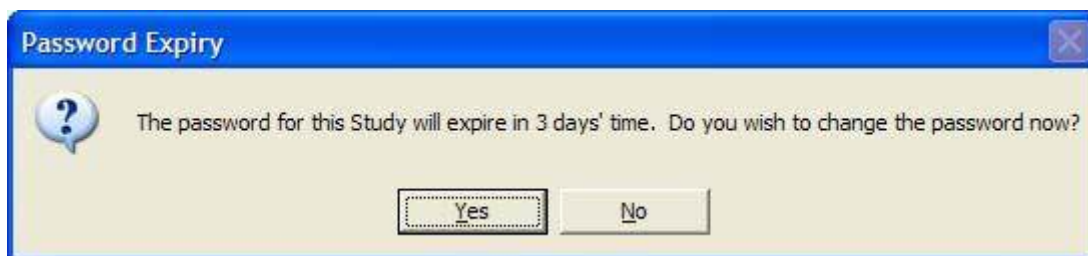 Password Expiry
The password for this Study will expire in 3 days' time.  Do you wish to change the password now?
Yes
No